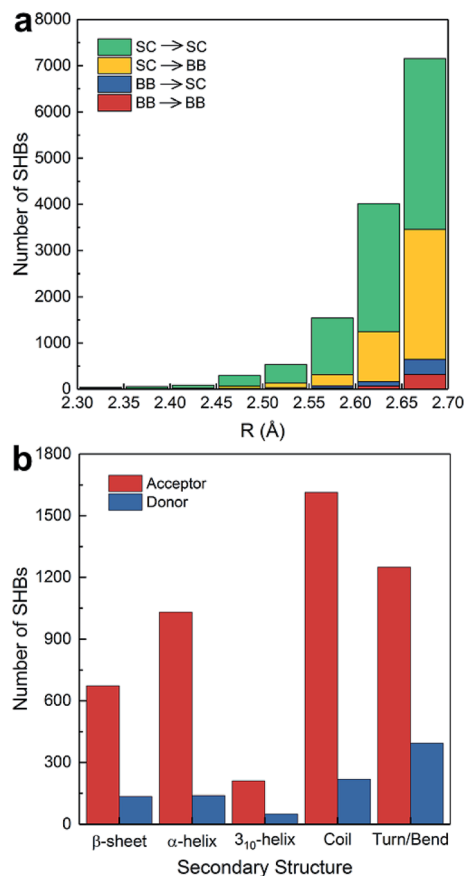 a
8000
7000
6000
5000
4000
3000
2000
1000
0
Number of SHBs
SC → SC
SC → BB
BB → SC
BB → BB
2.30 2.35 2.40 2.45 2.50 2.55 2.60 2.65 2.70
R (Å)
b
1800
1500
1200
900
600
300
0
Number of SHBs
Acceptor
Donor
β-sheet α-helix 3₁₀-helix Coil Turn/Bend
Secondary Structure